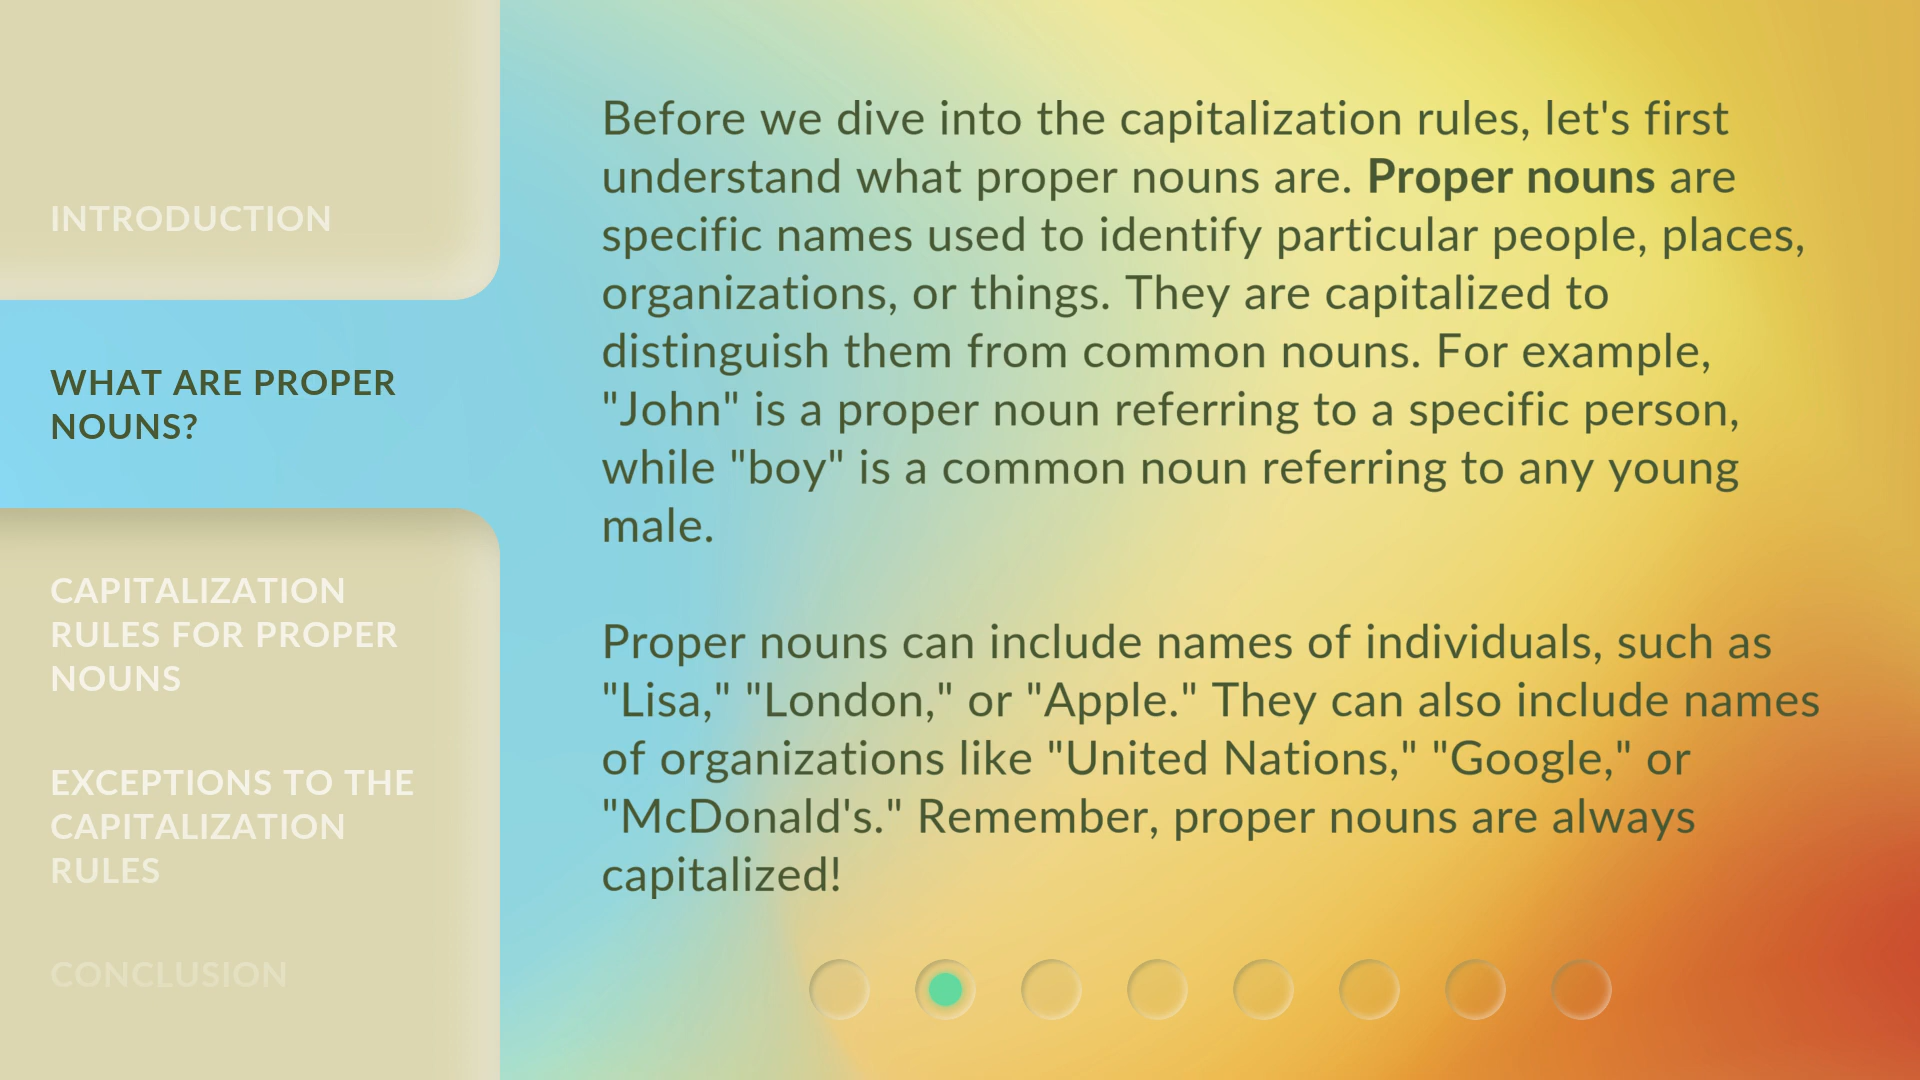 INTRODUCTION
WHAT ARE PROPER
NOUNS?
CAPITALIZATION
RULES FOR PROPER
NOUNS
EXCEPTIONS TO THE
CAPITALIZATION
RULES
CONCLUSION
Before we dive into the capitalization rules, let's first
understand what proper nouns are. Proper nouns are
specific names used to identify particular people, places,
organizations, or things. They are capitalized to
distinguish them from common nouns. For example,
"John" is a proper noun referring to a specific person,
while "boy" is a common noun referring to any young
male.
Proper nouns can include names of individuals, such as
"Lisa," "London," or "Apple." They can also include names
of organizations like "United Nations," "Google," or
"McDonald's." Remember, proper nouns are always
capitalized!